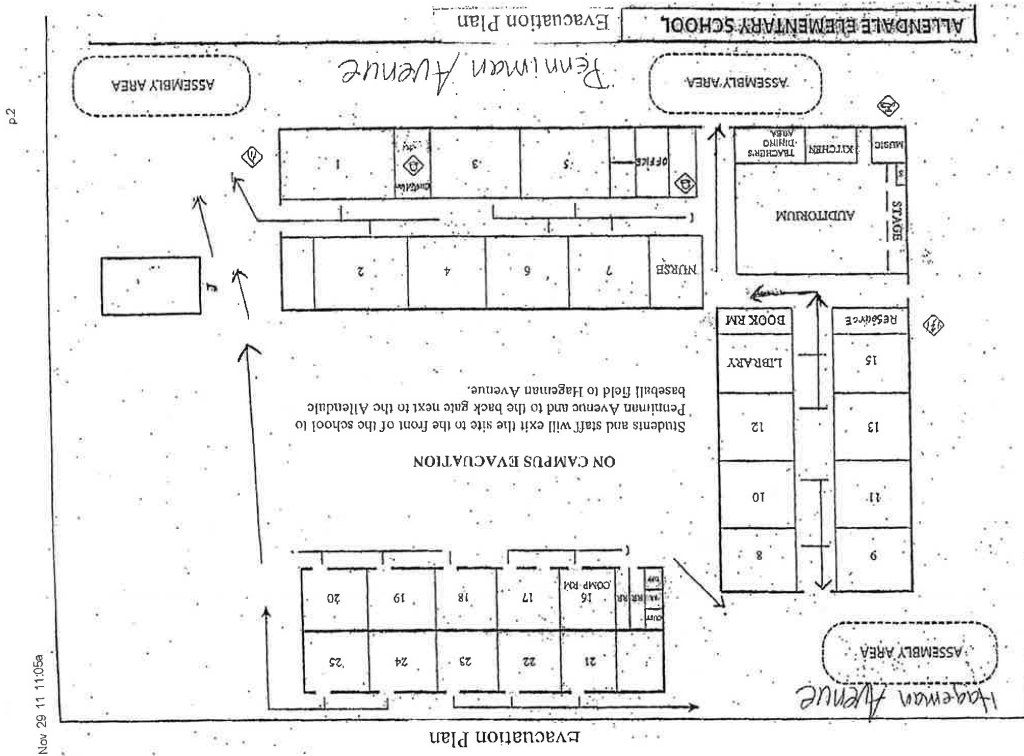 Evacuation Plan
Hageman Avenue
ASSEMBLY AREA
21 22 23 24 25
CUST
RR RR
16 17 18 19 20
COMP-RM
9 8
11 10
13 12
15 LIBRARY
RESOURCE BOOK RM
ON CAMPUS EVACUATION
Students and staff will exit the site to the front of the school to
Penniman Avenue and to the back gate next to the Allendale
baseball field to Hageman Avenue.
NURSE 7 6 4 2
STAGE
S
AUDITORIUM
MUSIC
KITCHEN
TEACHER'S
DINING
AREA
OFFICE 5 3 1
ASSEMBLY AREA
Penniman Avenue
ASSEMBLY AREA
ALLENDALE ELEMENTARY SCHOOL
Evacuation Plan
Nov 29 11 11:05a
p.2